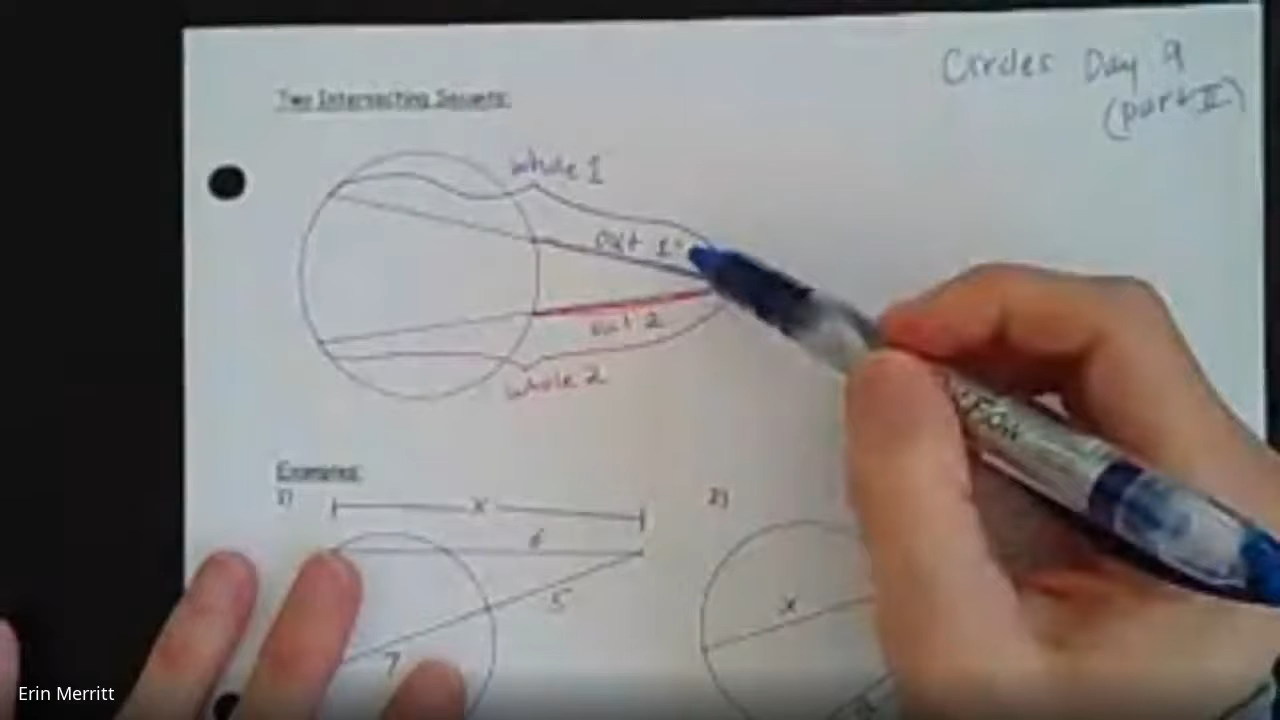 Circles Day 9
(part II)
Two Intersecting Secants:
whole 1
out 1
out 2
whole 2
Examples:
1)
x
6
5
7
2)
x
Erin Merritt